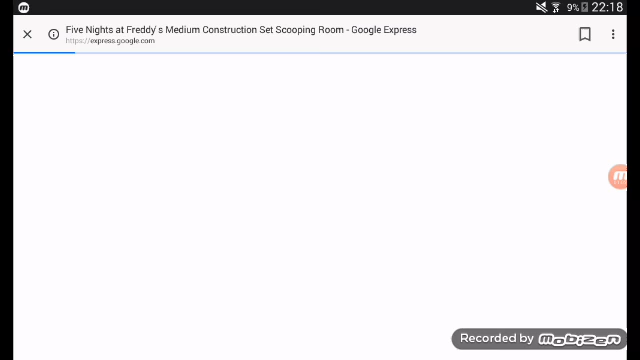 9% 22:18
Five Nights at Freddy's Medium Construction Set Scooping Room - Google Express
https://express.google.com
Recorded by MOBIZEN